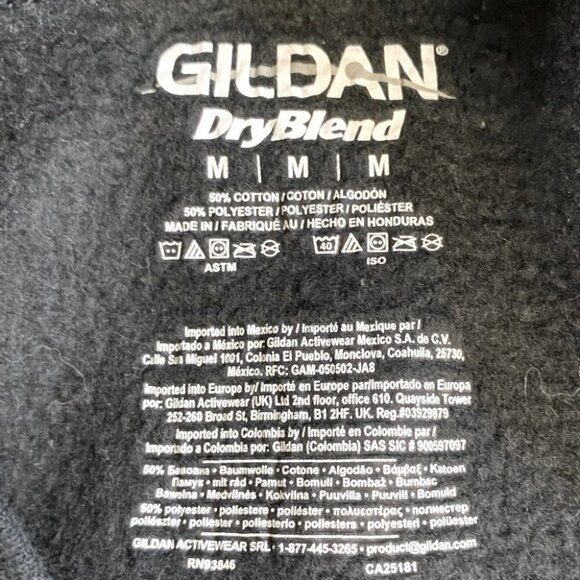 GILDAN®
DryBlend
M | M | M
50% COTTON / COTON / ALGODÓN
50% POLYESTER / POLYESTER / POLIÉSTER
MADE IN / FABRIQUÉ AU / HECHO EN HONDURAS
40
ASTM ISO
Imported into Mexico by / Importé au Mexique par /
Importado a México por: Gildan Activewear Mexico S.A. de C.V.
Calle San Miguel 1001, Colonia El Pueblo, Monclova, Coahuila, 25730,
México. RFC: GAM-050502-JA8
Imported into Europe by/ Importé en Europe par/Importado en Europa
por: Gildan Activewear (UK) Ltd 2nd floor, office 610. Quayside Tower
252-260 Broad St, Birmingham, B1 2HF. UK. Reg.#03929879
Imported into Colombia by / Importé en Colombie par /
Importado a Colombia por: Gildan (Colombia) SAS SIC # 900597097
50% Бавовна • Baumwolle • Cotone • Algodão • Βάμβαξ • Katoen
Памук • mit rád • Pamut • Bomull • Bombaž • Bumbac
Bawełna • Medvilnės • Kokvilna • Puuvilla • Puuvill • Bomuld
50% polyester • poliestere • poliéster • πολυεστέρας • полиестер
poliészter • poliester • poliesterio • poliesters • polyesteri • polüester
GILDAN ACTIVEWEAR SRL • 1-877-445-3265 • product@gildan.com
RN93846 CA25181